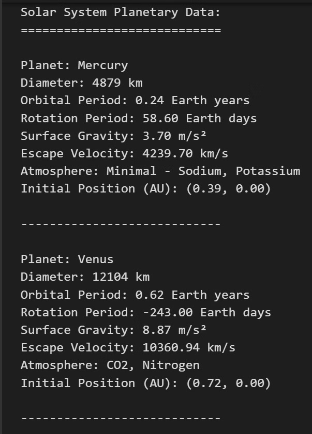 Solar System Planetary Data:
============================
Planet: Mercury
Diameter: 4879 km
Orbital Period: 0.24 Earth years
Rotation Period: 58.60 Earth days
Surface Gravity: 3.70 m/s²
Escape Velocity: 4239.70 km/s
Atmosphere: Minimal - Sodium, Potassium
Initial Position (AU): (0.39, 0.00)
----------------------------
Planet: Venus
Diameter: 12104 km
Orbital Period: 0.62 Earth years
Rotation Period: -243.00 Earth days
Surface Gravity: 8.87 m/s²
Escape Velocity: 10360.94 km/s
Atmosphere: CO2, Nitrogen
Initial Position (AU): (0.72, 0.00)
----------------------------